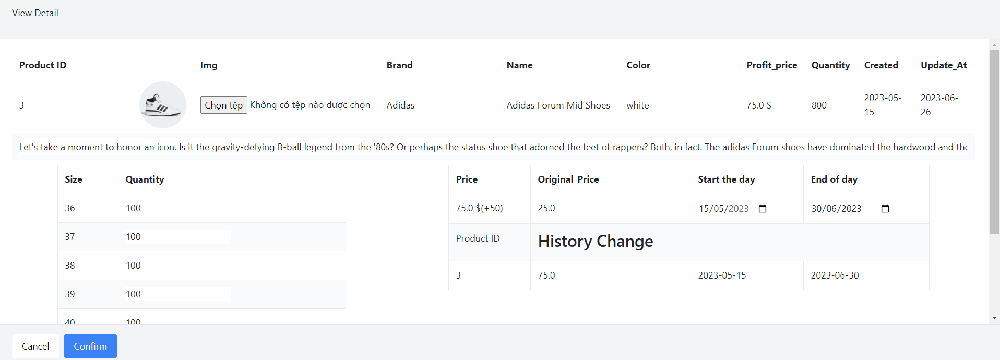 View Detail
Product ID Img Brand Name Color Profit_price Quantity Created Update_At
3 Chọn tệp Không có tệp nào được chọn Adidas Adidas Forum Mid Shoes white 75.0 $ 800 2023-05-15 2023-06-26
Let's take a moment to honor an icon. Is it the gravity-defying B-ball legend from the '80s? Or perhaps the status shoe that adorned the feet of rappers? Both, in fact. The adidas Forum shoes have dominated the hardwood and the
Size Quantity
36 100
37 100
38 100
39 100
40 100
Price Original_Price Start the day End of day
75.0 $(+50) 25,0 15/05/2023 30/06/2023
Product ID History Change
3 75.0 2023-05-15 2023-06-30
Cancel Confirm